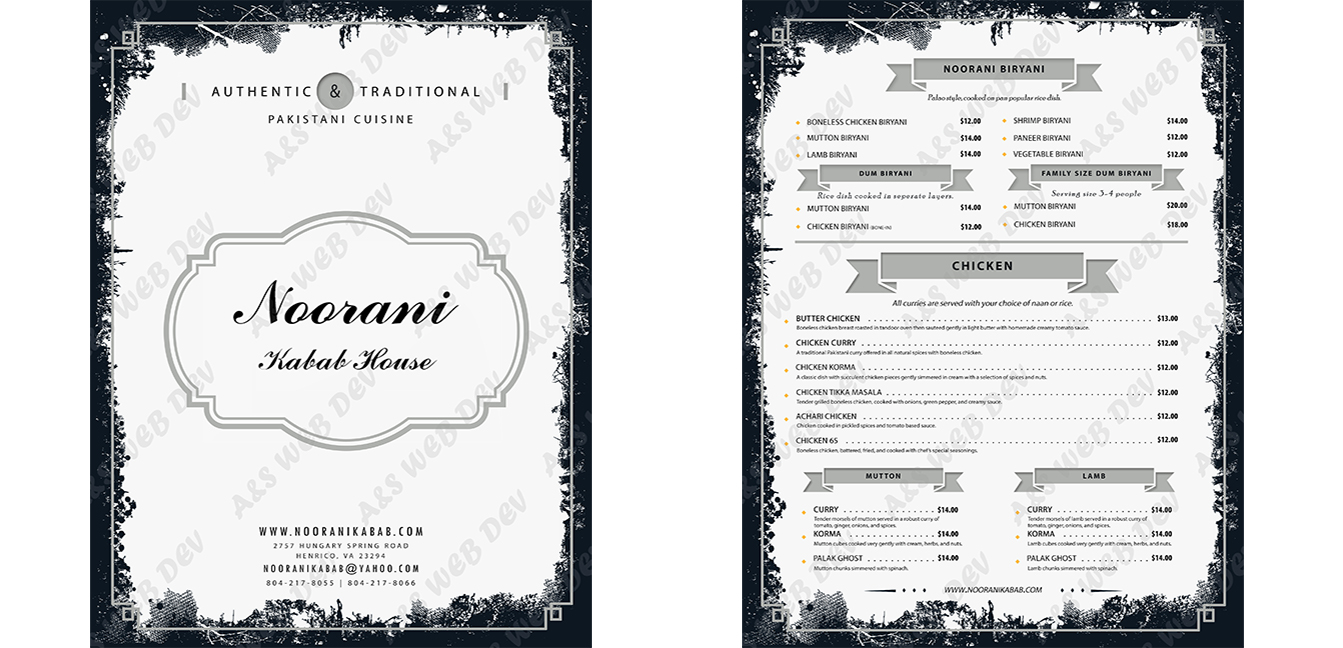 AUTHENTIC & TRADITIONAL
PAKISTANI CUISINE
Noorani
Kabab House
WWW.NOORANIKABAB.COM
2757 HUNGARY SPRING ROAD
HENRICO, VA 23294
NOORANIKABAB@YAHOO.COM
804-217-8055 | 804-217-8066
NOORANI BIRYANI
Palao style, cooked on pan popular rice dish.
BONELESS CHICKEN BIRYANI $12.00
MUTTON BIRYANI $14.00
LAMB BIRYANI $14.00
SHRIMP BIRYANI $14.00
PANEER BIRYANI $12.00
VEGETABLE BIRYANI $12.00
DUM BIRYANI
Rice dish cooked in seperate layers.
MUTTON BIRYANI $14.00
CHICKEN BIRYANI (BONE-IN) $12.00
FAMILY SIZE DUM BIRYANI
Serving size 3-4 people
MUTTON BIRYANI $20.00
CHICKEN BIRYANI $18.00
CHICKEN
All curries are served with your choice of naan or rice.
BUTTER CHICKEN $13.00
Boneless chicken breast roasted in tandoor oven then sauteed gently in light butter with homemade creamy tomato sauce.
CHICKEN CURRY $12.00
A traditional Pakistani curry offered in all natural spices with boneless chicken.
CHICKEN KORMA $12.00
A classic dish with succulent chicken pieces gently simmered in cream with a selection of spices and nuts.
CHICKEN TIKKA MASALA $12.00
Tender grilled boneless chicken, cooked with onions, green pepper, and creamy sauce.
ACHARI CHICKEN $12.00
Chicken cooked in pickled spices and tomato based sauce.
CHICKEN 65 $12.00
Boneless chicken, battered, fried, and cooked with chef's special seasonings.
MUTTON
CURRY $14.00
Tender morsels of mutton served in a robust curry of
tomato, ginger, onions, and spices.
KORMA $14.00
Mutton cubes cooked very gently with cream, herbs, and nuts.
PALAK GHOST $14.00
Mutton chunks simmered with spinach.
LAMB
CURRY $14.00
Tender morsels of lamb served in a robust curry of
tomato, ginger, onions, and spices.
KORMA $14.00
Lamb cubes cooked very gently with cream, herbs, and nuts.
PALAK GHOST $14.00
Lamb chunks simmered with spinach.
WWW.NOORANIKABAB.COM
A&S WeB Dev